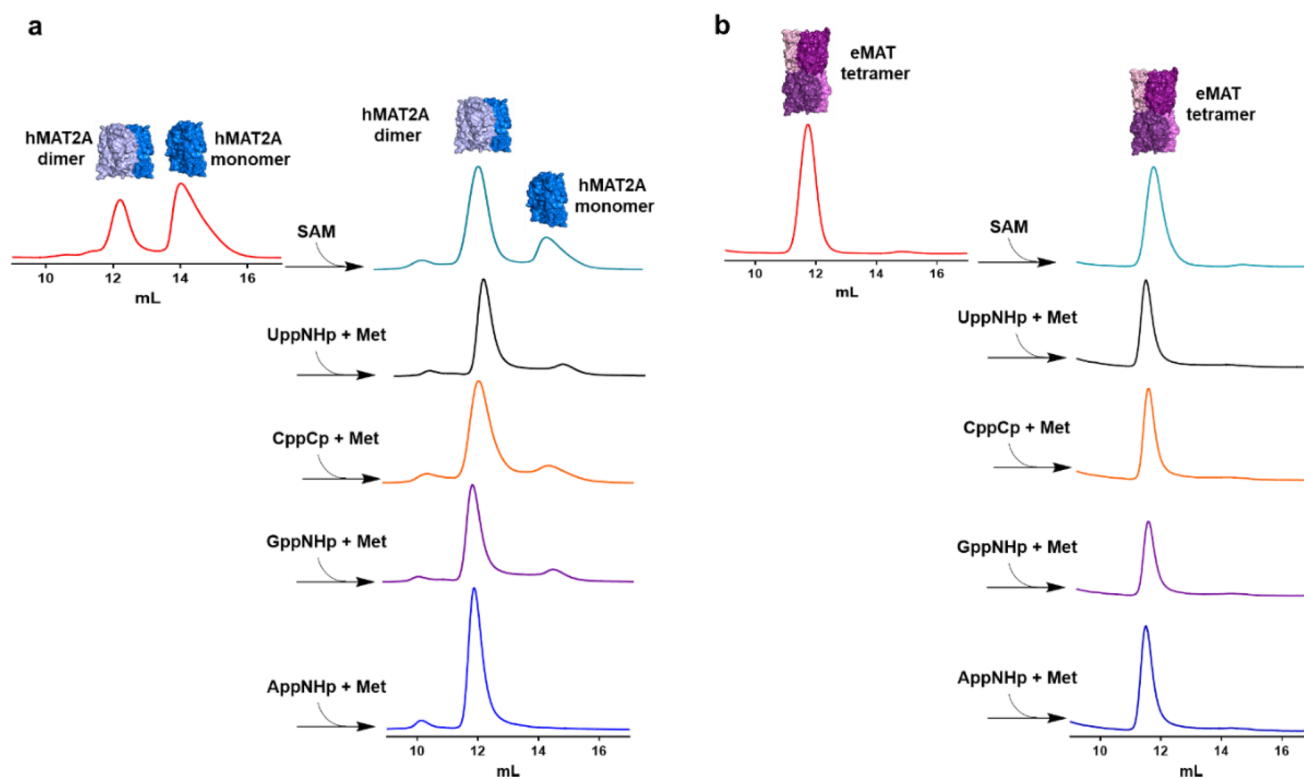 a
hMAT2A
dimer
hMAT2A
monomer
10
12
14
16
mL
SAM
hMAT2A
dimer
hMAT2A
monomer
UppNHp + Met
CppCp + Met
GppNHp + Met
AppNHp + Met
10
12
14
16
mL
b
eMAT
tetramer
10
12
14
16
mL
SAM
eMAT
tetramer
UppNHp + Met
CppCp + Met
GppNHp + Met
AppNHp + Met
10
12
14
16
mL